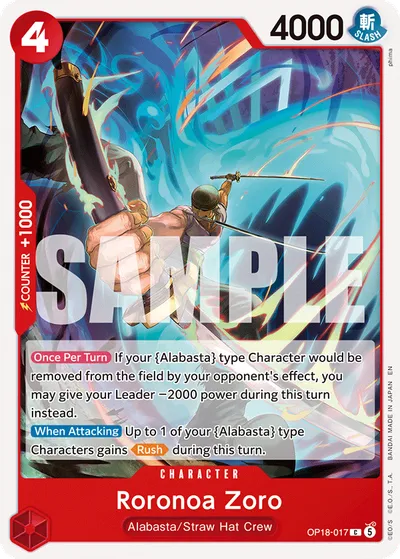 4
4000
斬
SLASH
phima
COUNTER +1000
SAMPLE
Once Per Turn If your {Alabasta} type Character would be
removed from the field by your opponent's effect, you
may give your Leader −2000 power during this turn
instead.
When Attacking Up to 1 of your {Alabasta} type
Characters gains Rush during this turn.
CHARACTER
Roronoa Zoro
Alabasta/Straw Hat Crew
OP18-017 C 5
©E.O./S. ©E.O./S., T.A. BANDAI MADE IN JAPAN EN